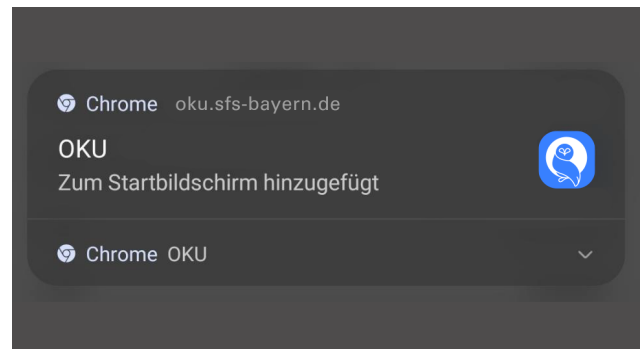 Chrome oku.sfs-bayern.de
OKU
Zum Startbildschirm hinzugefügt
Chrome OKU